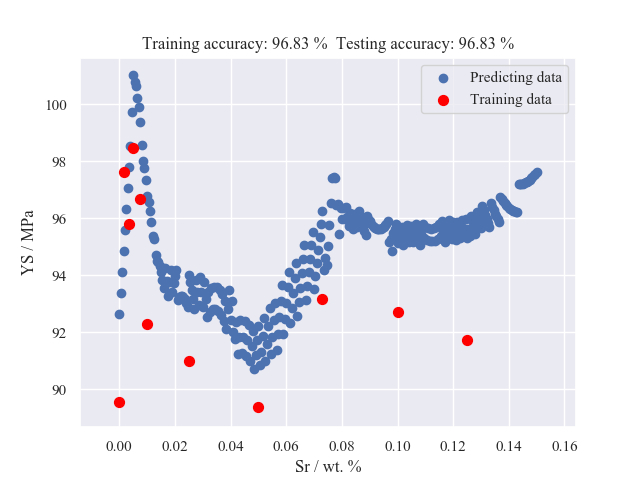 Training accuracy: 96.83 %  Testing accuracy: 96.83 %
Predicting data
Training data
YS / MPa
100
98
96
94
92
90
0.00 0.02 0.04 0.06 0.08 0.10 0.12 0.14 0.16
Sr / wt. %